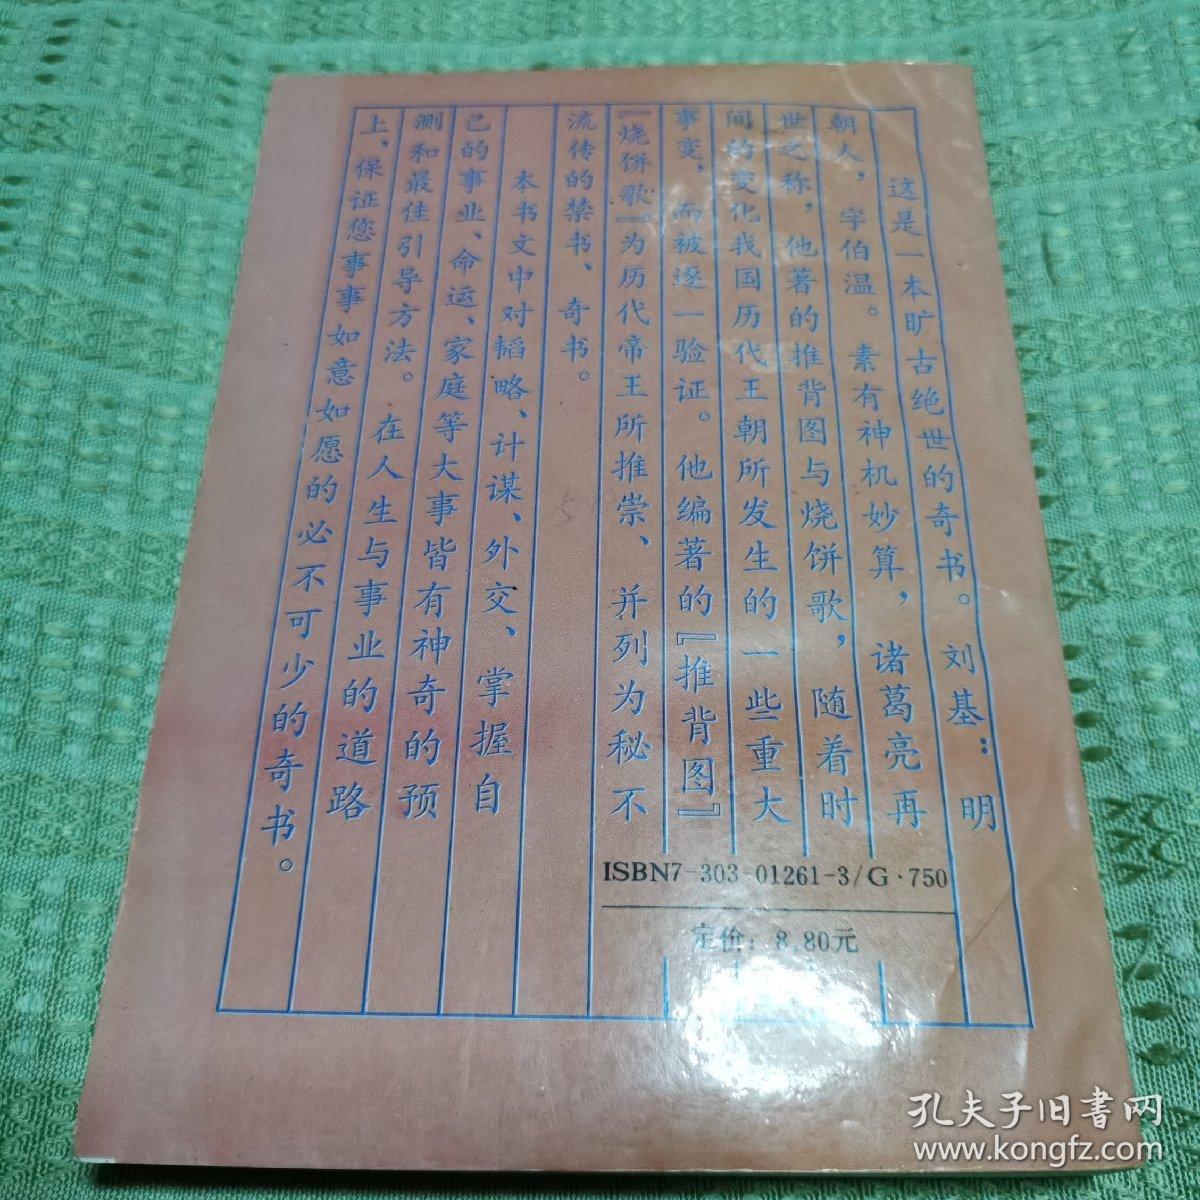 这是一本旷古绝世的奇书。刘基：明
朝人，字伯温。素有神机妙算，诸葛亮再
世之称，他著的推背图与烧饼歌，随着时
间的变化我国历代王朝所发生的一些重大
事变，而被逐一验证。他编著的『推背图』
『烧饼歌』为历代帝王所推崇、并列为秘不
流传的禁书、奇书。
本书文中对韬略、计谋、外交、掌握自
己的事业、命运、家庭等大事皆有神奇的预
测和最佳引导方法。在人生与事业的道路
上，保证您事事如意如愿的必不可少的奇书。
5
ISBN7-303-01261-3/G·750
定价：8.80元
孔夫子旧书网
www.kongfz.com